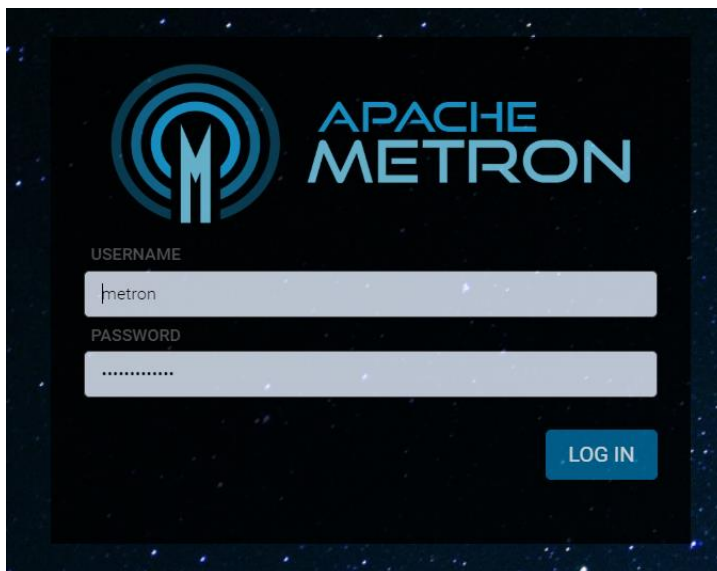 APACHE
METRON
USERNAME
metron
PASSWORD
•••••••••••••
LOG IN